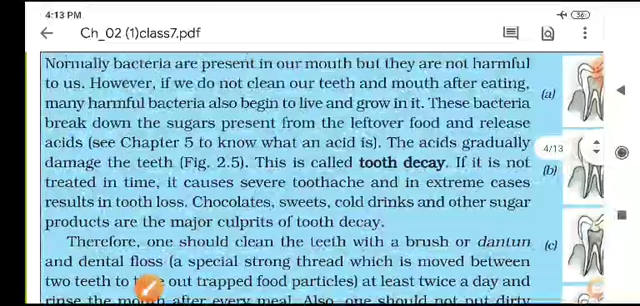 4:13 PM
36
Ch_02 (1)class7.pdf
Normally bacteria are present in our mouth but they are not harmful
to us. However, if we do not clean our teeth and mouth after eating,
many harmful bacteria also begin to live and grow in it. These bacteria
break down the sugars present from the leftover food and release
acids (see Chapter 5 to know what an acid is). The acids gradually
damage the teeth (Fig. 2.5). This is called tooth decay. If it is not
treated in time, it causes severe toothache and in extreme cases
results in tooth loss. Chocolates, sweets, cold drinks and other sugar
products are the major culprits of tooth decay.
Therefore, one should clean the teeth with a brush or dantun
and dental floss (a special strong thread which is moved between
two teeth to out trapped food particles) at least twice a day and
rinse the mouth after every meal. Also, one should not put dirty
(a)
4/13
(b)
(c)